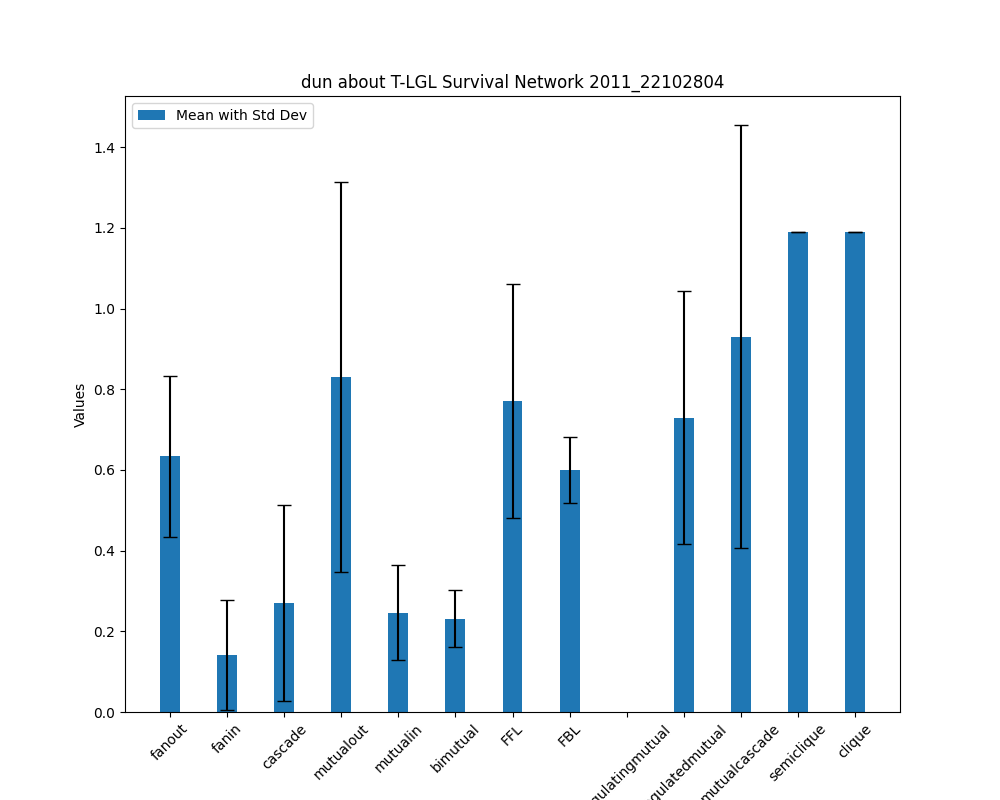 dun about T-LGL Survival Network 2011_22102804
Mean with Std Dev
Values
1.4
1.2
1.0
0.8
0.6
0.4
0.2
0.0
fanout
fanin
cascade
mutualout
mutualin
bimutual
FFL
FBL
gulatingmutual
gulatedmutual
mutualcascade
semiclique
clique